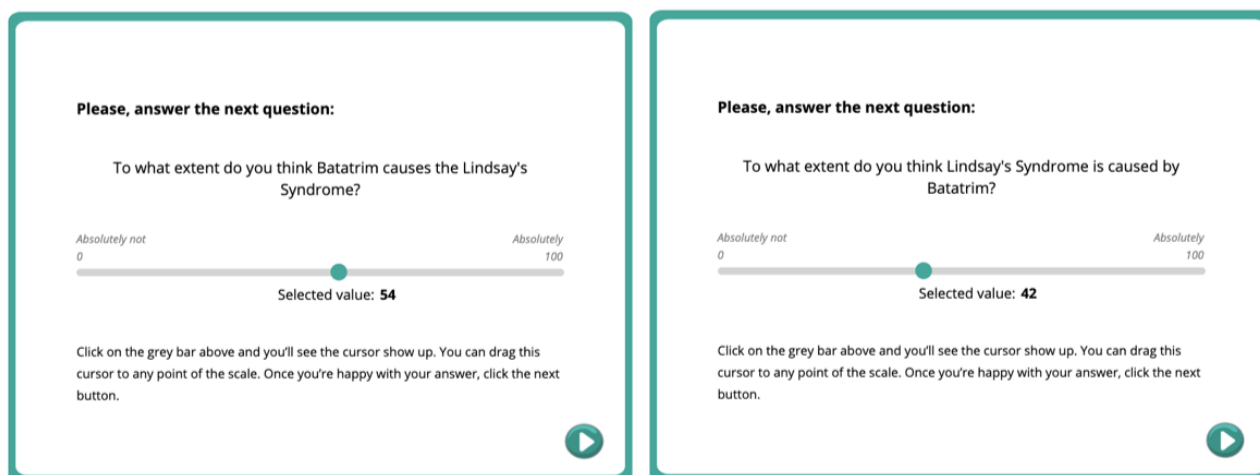 Please, answer the next question:
To what extent do you think Batatrim causes the Lindsay's
Syndrome?
Absolutely not
Absolutely
0
100
Selected value: 54
Click on the grey bar above and you'll see the cursor show up. You can drag this
cursor to any point of the scale. Once you're happy with your answer, click the next
button.
Please, answer the next question:
To what extent do you think Lindsay's Syndrome is caused by
Batatrim?
Absolutely not
Absolutely
0
100
Selected value: 42
Click on the grey bar above and you'll see the cursor show up. You can drag this
cursor to any point of the scale. Once you're happy with your answer, click the next
button.